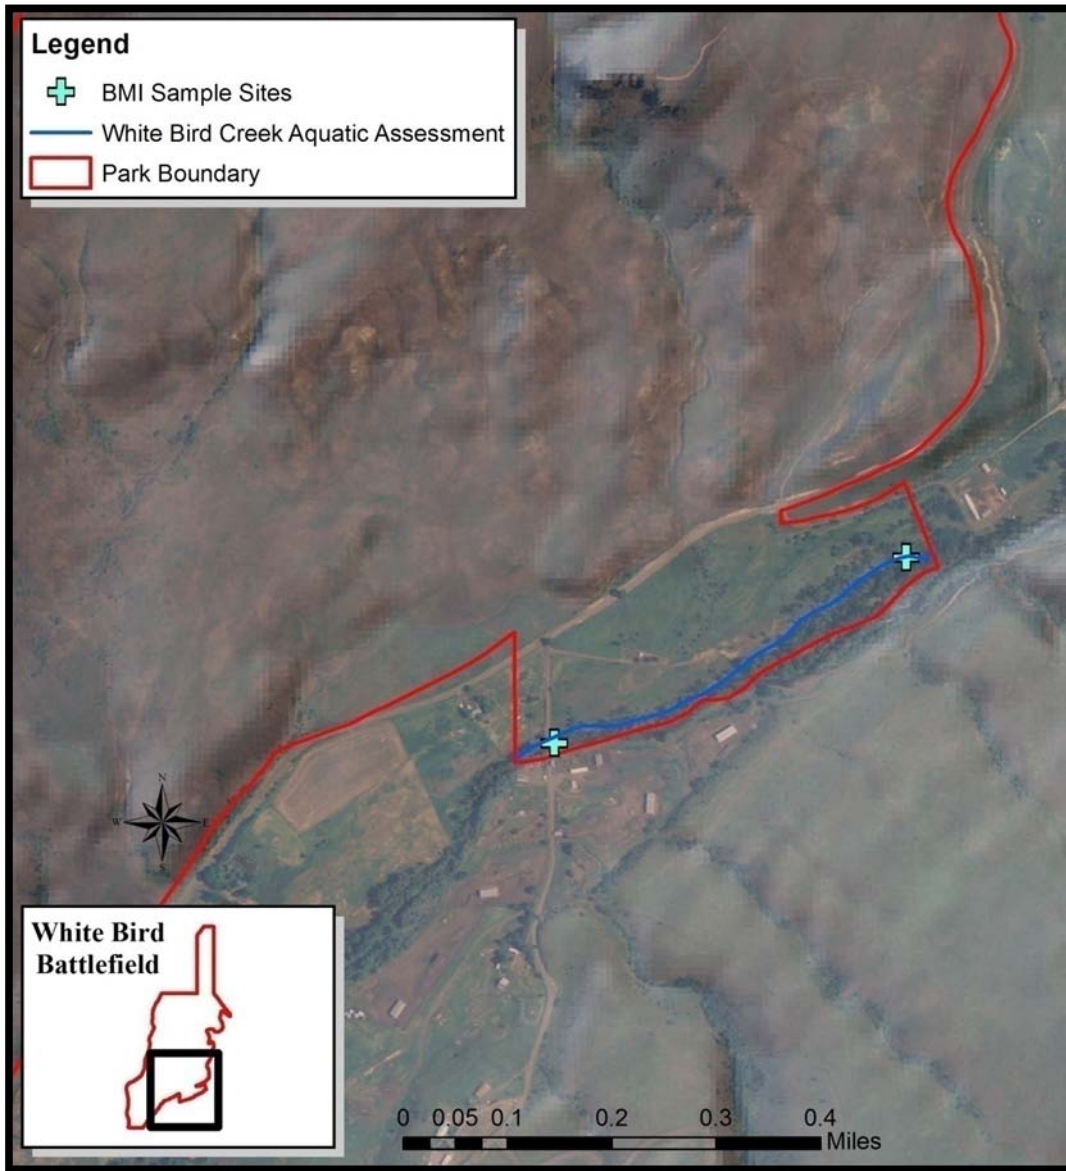 Legend
BMI Sample Sites
White Bird Creek Aquatic Assessment
Park Boundary
N
W E
S
White Bird
Battlefield
0 0.05 0.1 0.2 0.3 0.4
Miles